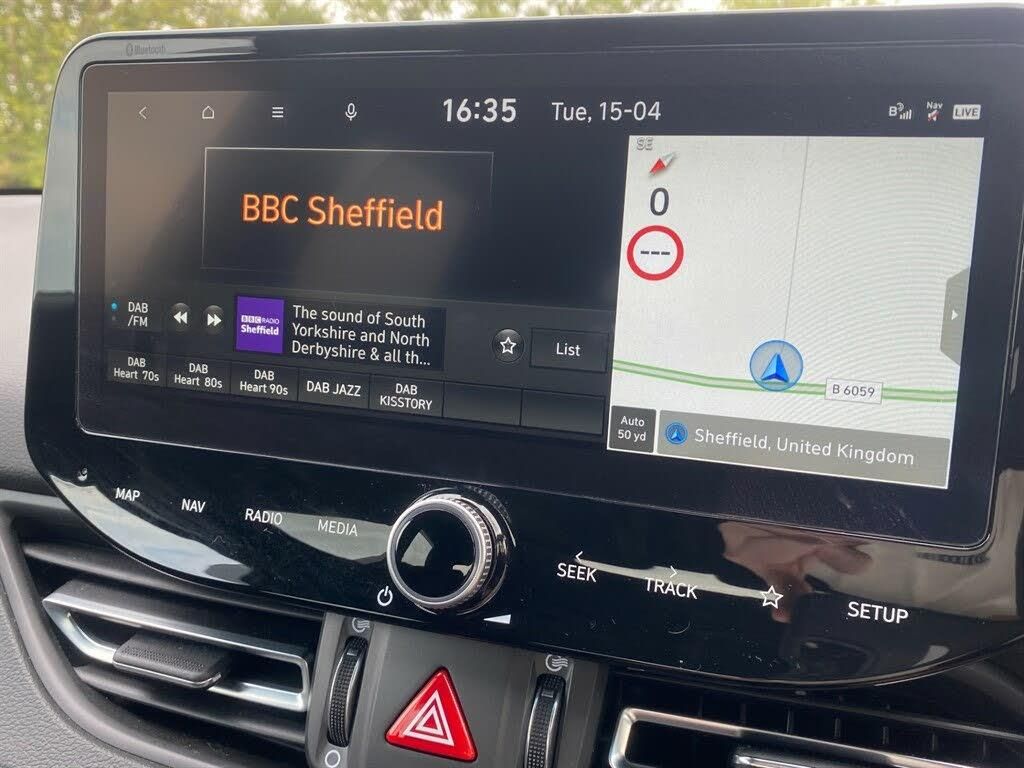 Bluetooth
16:35 Tue, 15-04
B Nav LIVE
BBC Sheffield
SE
0
---
DAB
/FM
BBC RADIO
Sheffield
The sound of South
Yorkshire and North
Derbyshire & all th...
List
DAB
Heart 70s
DAB
Heart 80s
DAB
Heart 90s
DAB JAZZ
DAB
KISSTORY
B 6059
Auto
50 yd
Sheffield, United Kingdom
MAP
NAV
RADIO
MEDIA
SEEK
TRACK
SETUP